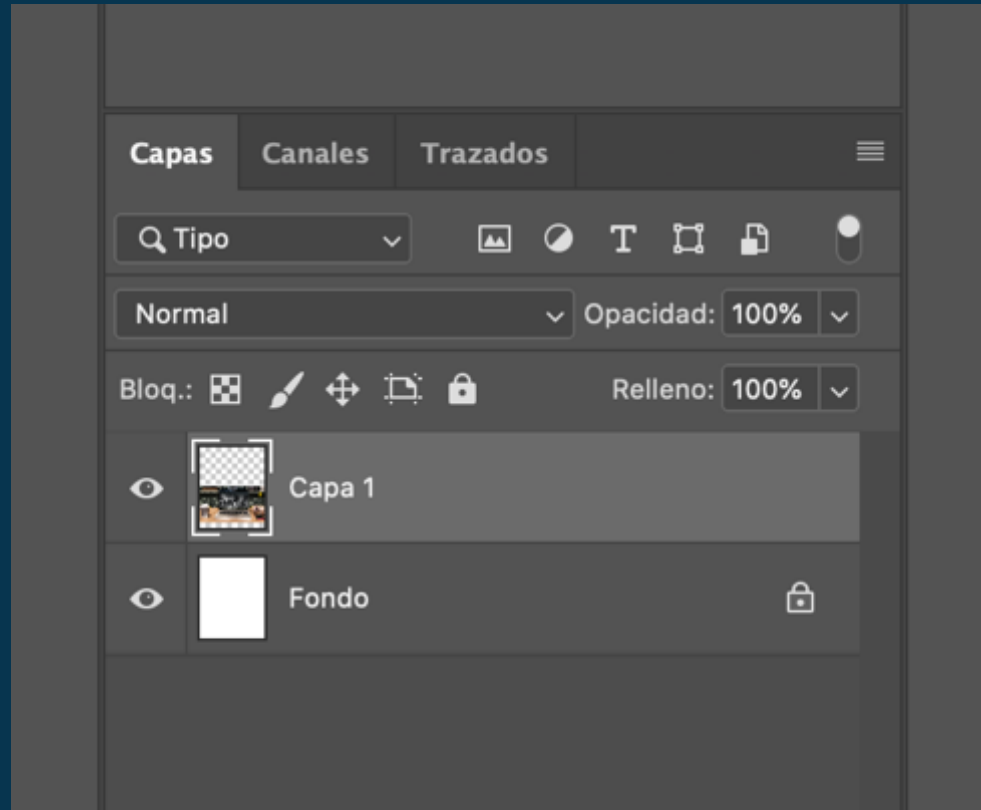 Capas Canales Trazados
Tipo
Normal Opacidad: 100%
Bloq.: Relleno: 100%
Capa 1
Fondo